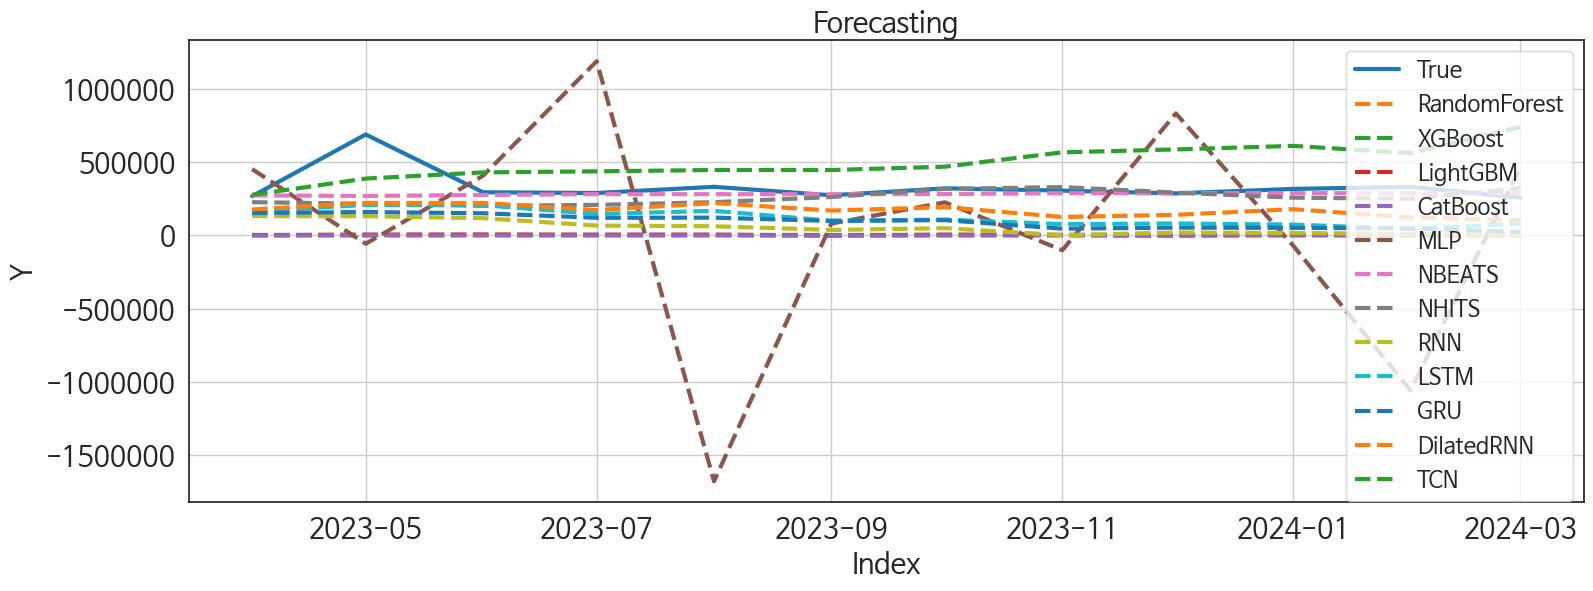 Forecasting
1000000
500000
0
−500000
−1000000
−1500000
Y
2023−05
2023−07
2023−09
2023−11
2024−01
2024−03
Index
True
RandomForest
XGBoost
LightGBM
CatBoost
MLP
NBEATS
NHITS
RNN
LSTM
GRU
DilatedRNN
TCN